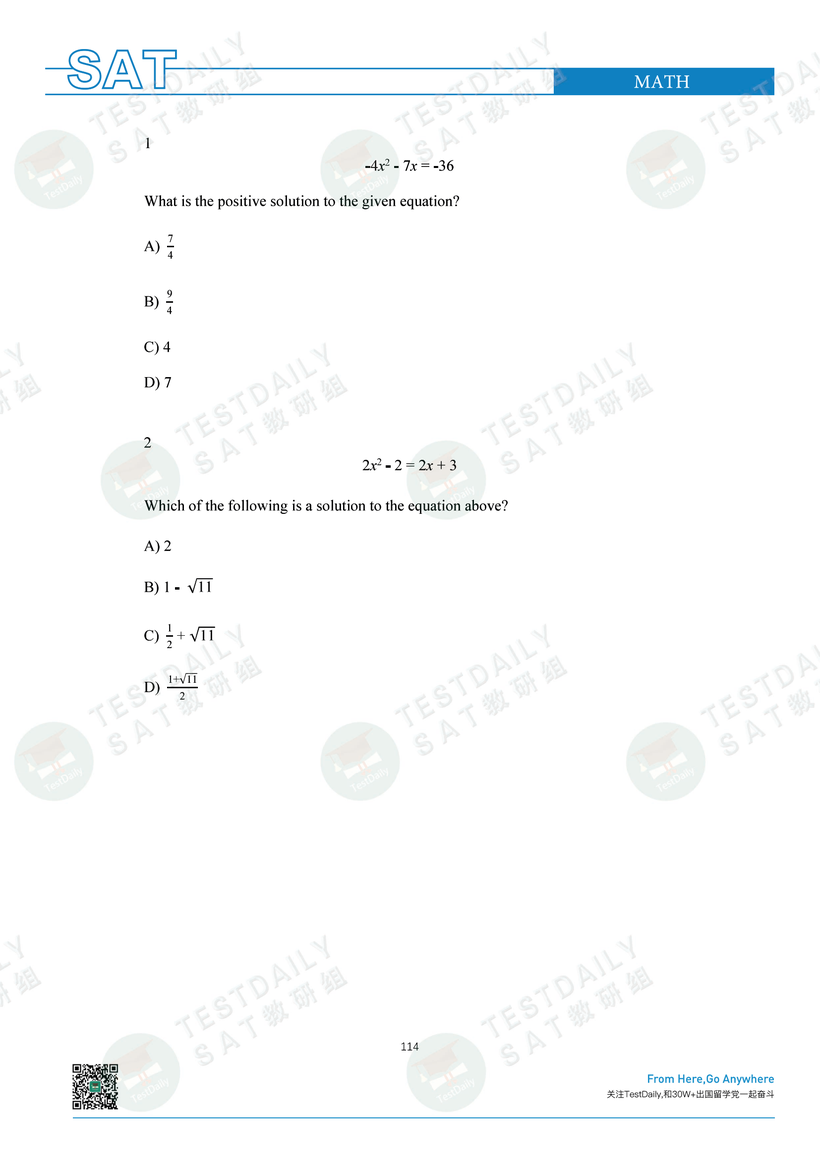 SAT
MATH
1
-4x² - 7x = -36
What is the positive solution to the given equation?
A) 7/4
B) 9/4
C) 4
D) 7
2
2x² - 2 = 2x + 3
Which of the following is a solution to the equation above?
A) 2
B) 1 - √11
C) 1/2 + √11
D) (1+√11)/2
114
From Here,Go Anywhere
关注TestDaily,和30W+出国留学党一起奋斗
TESTDAILY
SAT教研组
TestDaily